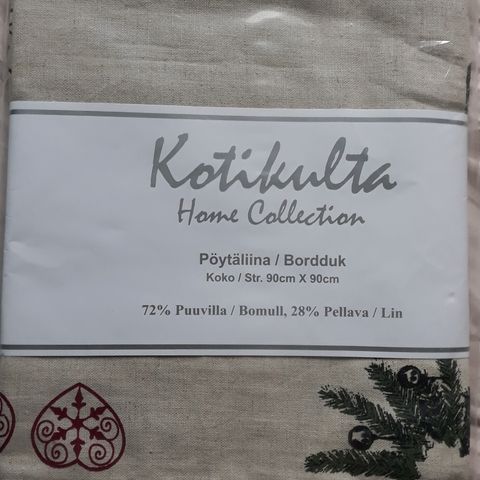 Kotikulta
Home Collection
Pöytäliina / Bordduk
Koko / Str. 90cm X 90cm
72% Puuvilla / Bomull, 28% Pellava / Lin